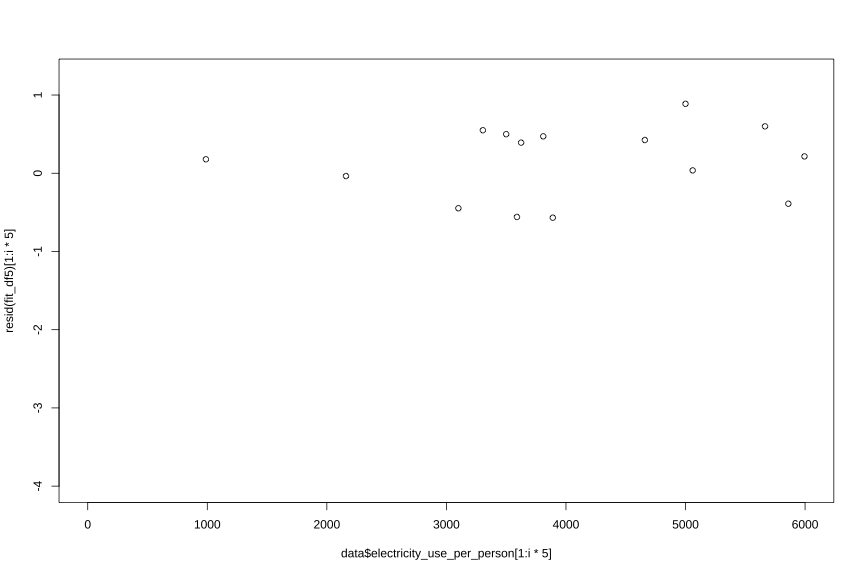 1
0
-1
-2
-3
-4
resid(fit_df5)[1:i * 5]
0 1000 2000 3000 4000 5000 6000
data$electricity_use_per_person[1:i * 5]